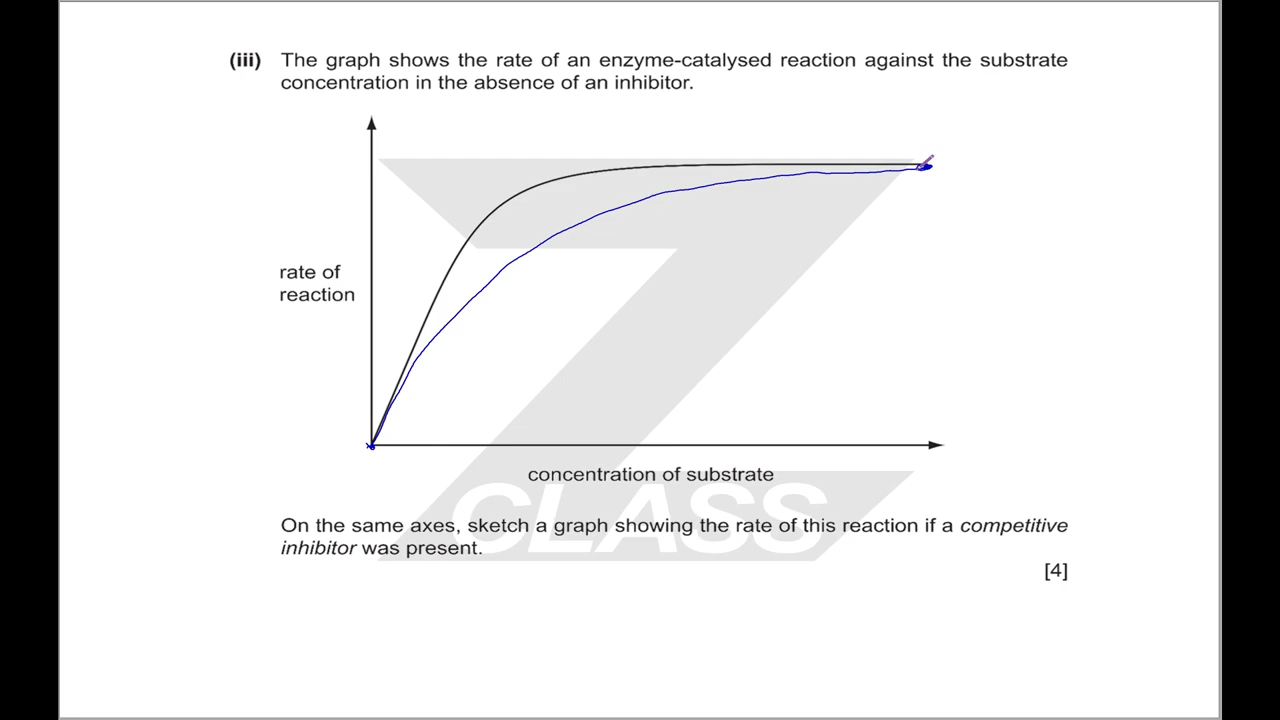 (iii) The graph shows the rate of an enzyme-catalysed reaction against the substrate
concentration in the absence of an inhibitor.
rate of
reaction
concentration of substrate
CLASS
On the same axes, sketch a graph showing the rate of this reaction if a competitive
inhibitor was present.
[4]